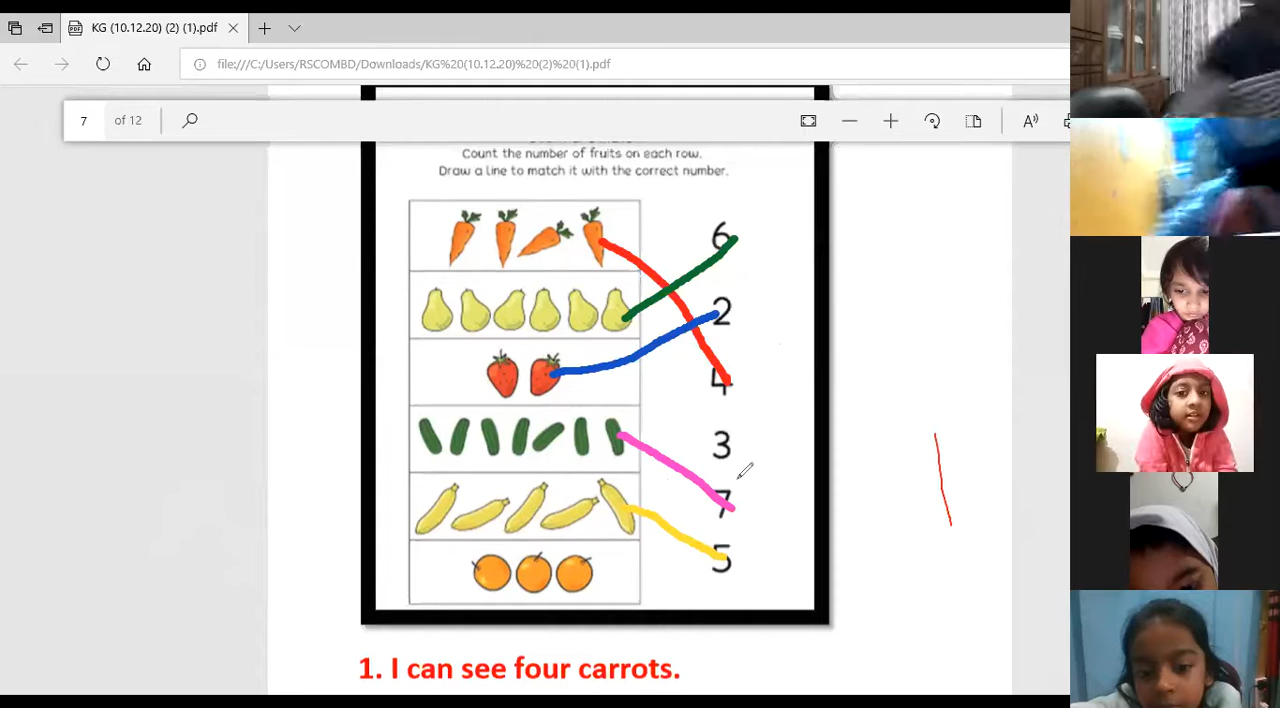 KG (10.12.20) (2) (1).pdf
file:///C:/Users/RSCOMBD/Downloads/KG%20(10.12.20)%20(2)%20(1).pdf
7 of 12
Count the number of fruits on each row.
Draw a line to match it with the correct number.
6
2
4
3
7
5
1. I can see four carrots.